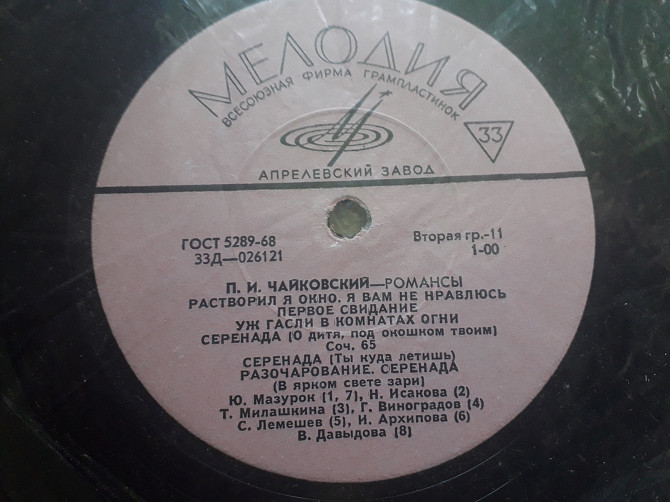 МЕЛОДИЯ
ВСЕСОЮЗНАЯ ФИРМА ГРАМПЛАСТИНОК
33
АПРЕЛЕВСКИЙ ЗАВОД
ГОСТ 5289-68 Вторая гр.-11
33Д—026121 1-00
П. И. ЧАЙКОВСКИЙ—РОМАНСЫ
РАСТВОРИЛ Я ОКНО. Я ВАМ НЕ НРАВЛЮСЬ
ПЕРВОЕ СВИДАНИЕ
УЖ ГАСЛИ В КОМНАТАХ ОГНИ
СЕРЕНАДА (О дитя, под окошком твоим)
Соч. 65
СЕРЕНАДА (Ты куда летишь)
РАЗОЧАРОВАНИЕ. СЕРЕНАДА
(В ярком свете зари)
Ю. Мазурок (1, 7), Н. Исакова (2)
Т. Милашкина (3), Г. Виноградов (4)
С. Лемешев (5), И. Архипова (6)
В. Давыдова (8)